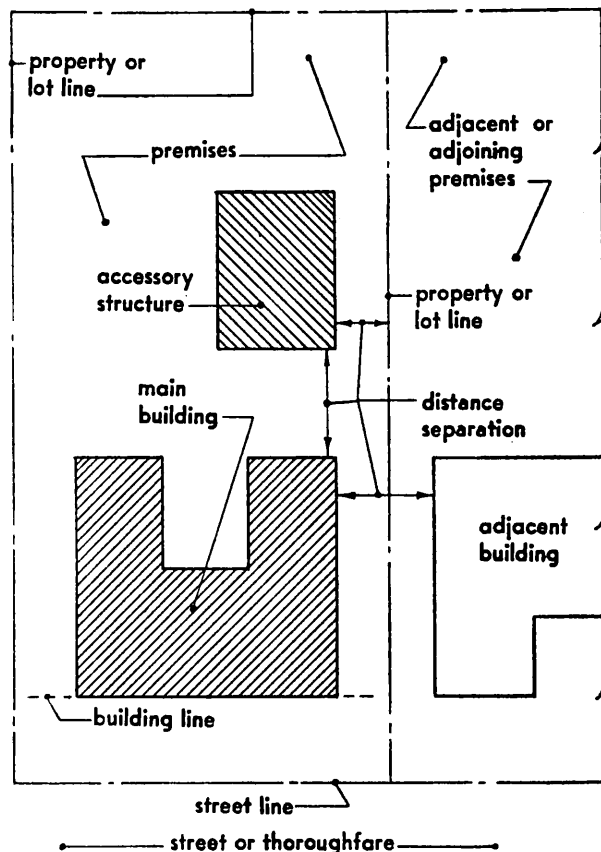 property or
lot line
premises
adjacent or
adjoining
premises
accessory
structure
property or
lot line
main
building
distance
separation
adjacent
building
building line
street line
street or thoroughfare